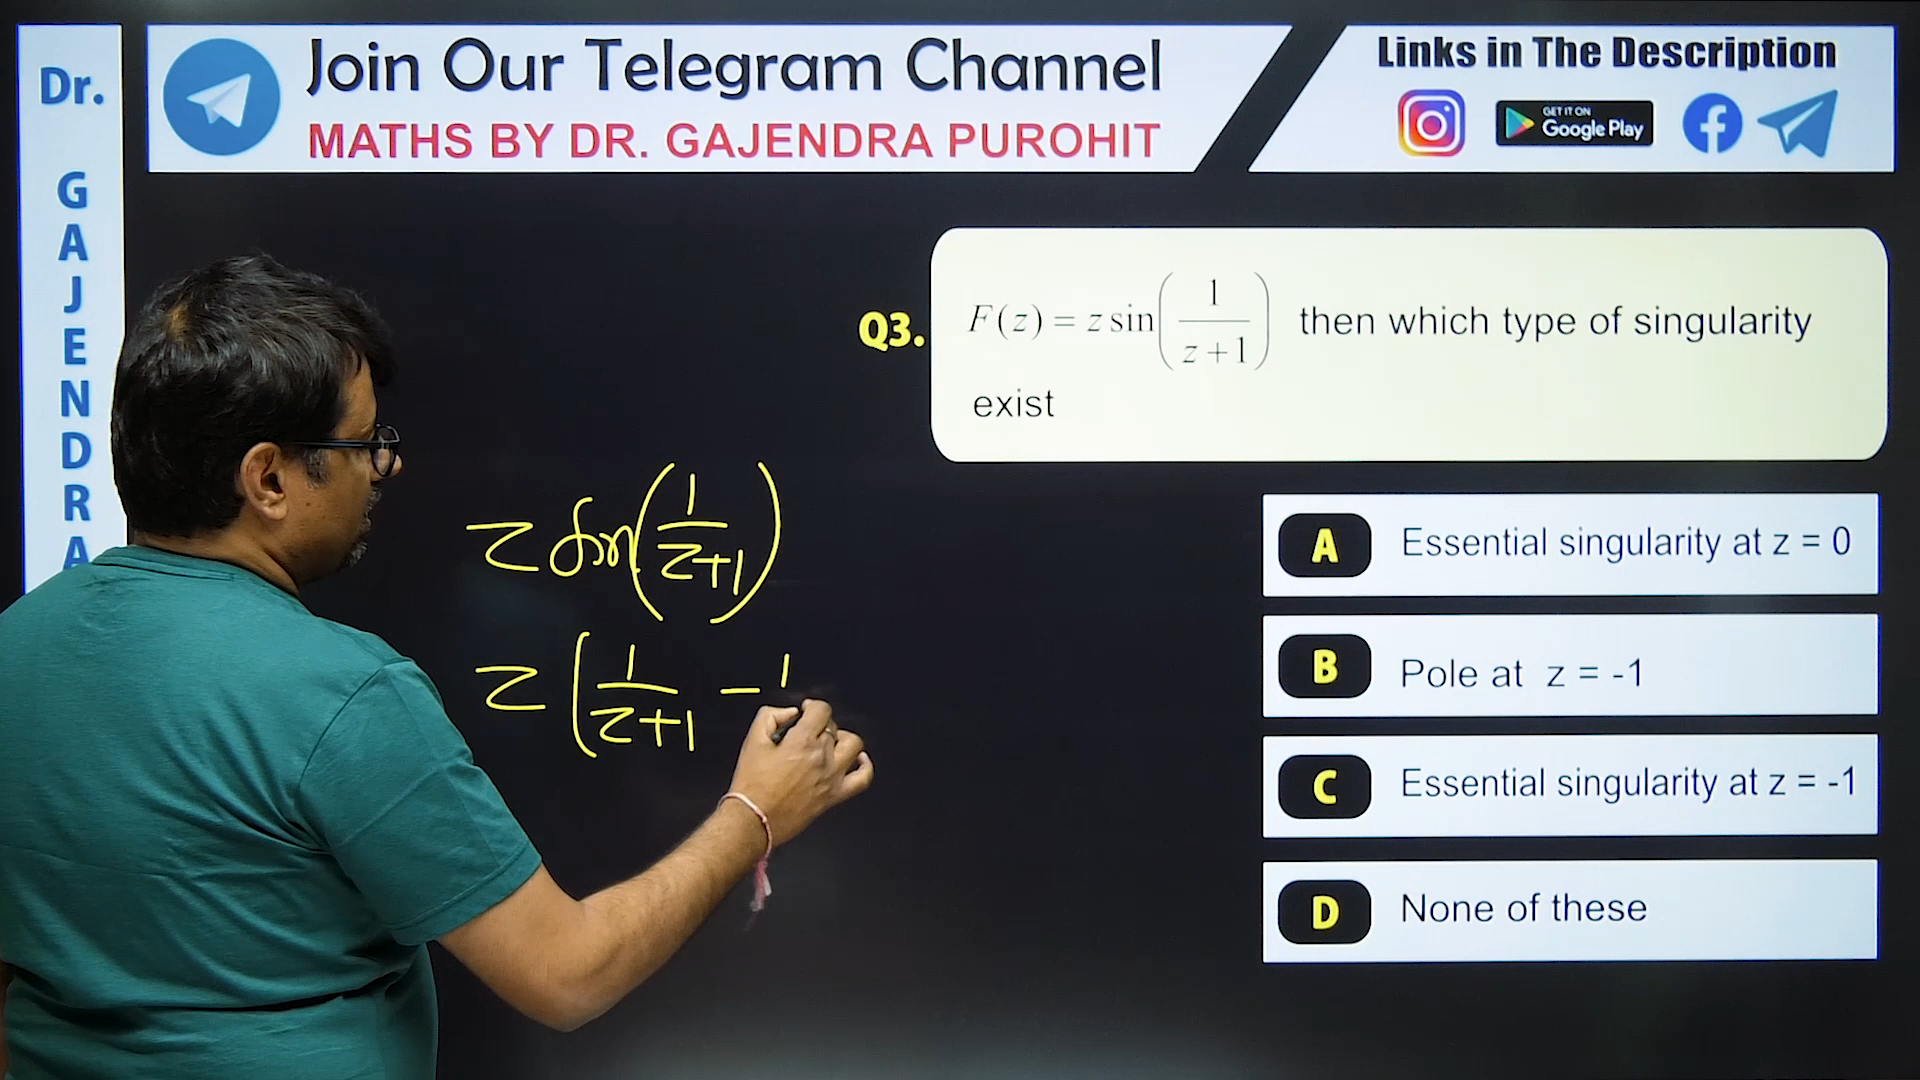 Dr.
GAJENDRA
Join Our Telegram Channel
MATHS BY DR. GAJENDRA PUROHIT
Links in The Description
GET IT ON
Google Play
Q3. F(z) = z sin(1/(z+1)) then which type of singularity
exist
z sin(1/(z+1))
z (1/(z+1) - 1
A Essential singularity at z = 0
B Pole at z = -1
C Essential singularity at z = -1
D None of these